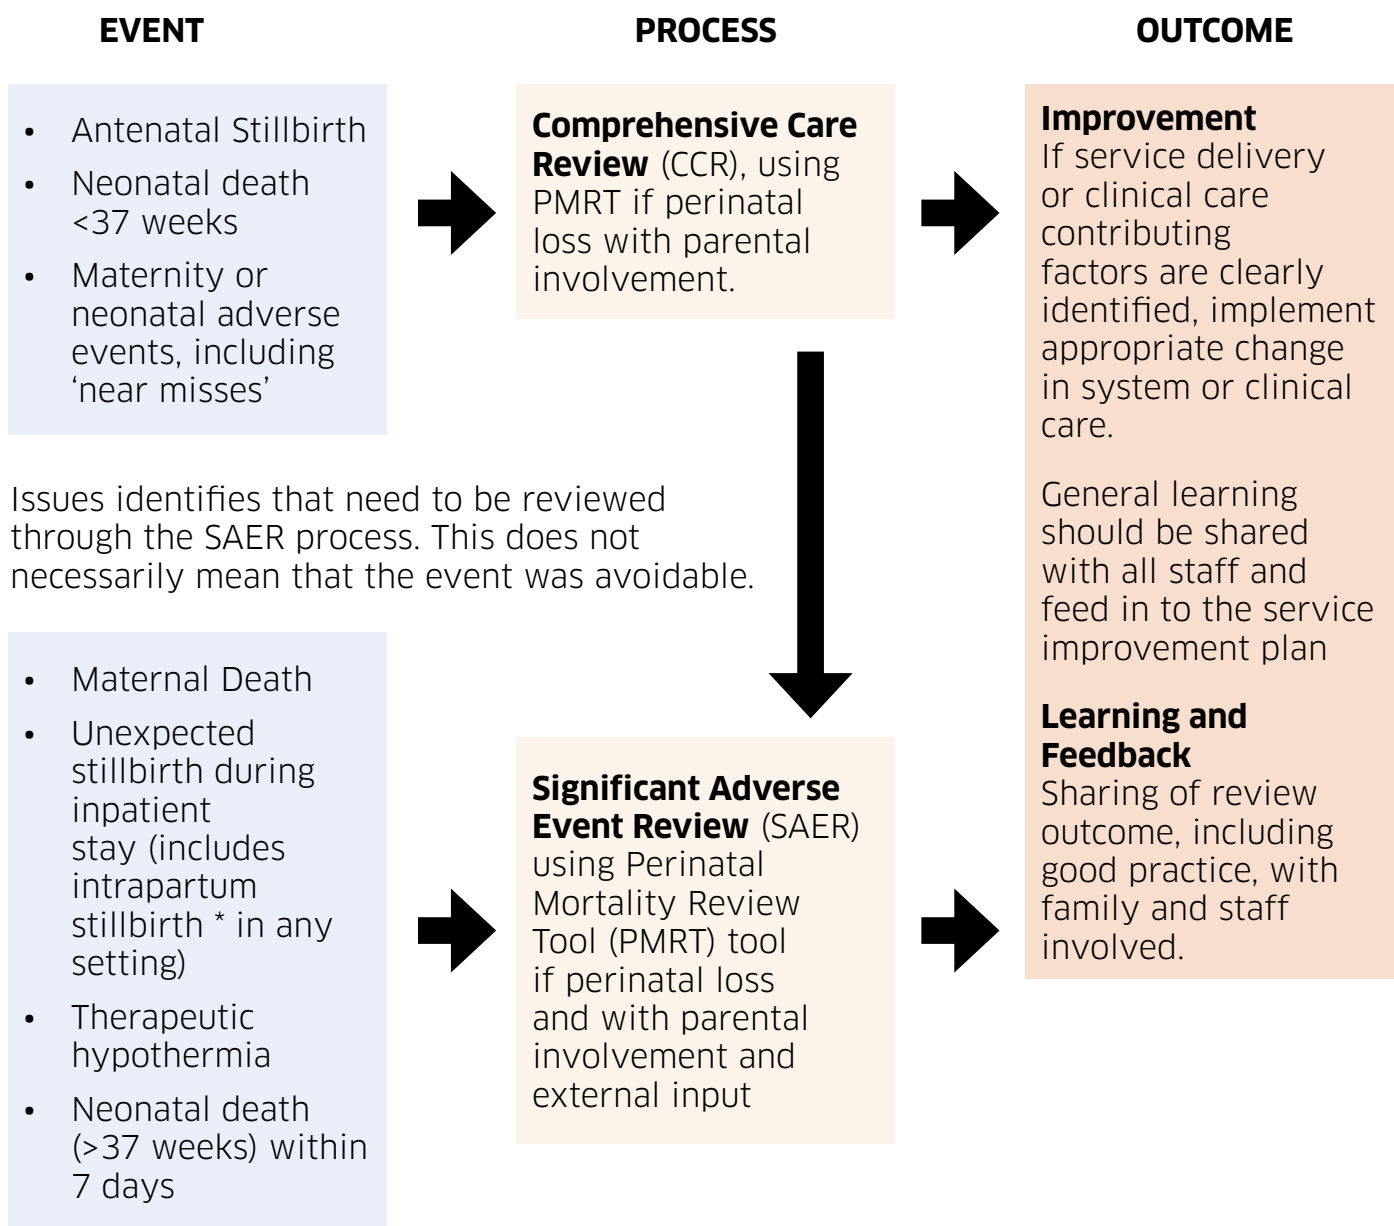 EVENT
PROCESS
OUTCOME
• Antenatal Stillbirth
• Neonatal death
<37 weeks
• Maternity or
neonatal adverse
events, including
‘near misses’
Comprehensive Care
Review (CCR), using
PMRT if perinatal
loss with parental
involvement.
Improvement
If service delivery
or clinical care
contributing
factors are clearly
identified, implement
appropriate change
in system or clinical
care.
General learning
should be shared
with all staff and
feed in to the service
improvement plan
Learning and
Feedback
Sharing of review
outcome, including
good practice, with
family and staff
involved.
Issues identifies that need to be reviewed
through the SAER process. This does not
necessarily mean that the event was avoidable.
• Maternal Death
• Unexpected
stillbirth during
inpatient
stay (includes
intrapartum
stillbirth * in any
setting)
• Therapeutic
hypothermia
• Neonatal death
(>37 weeks) within
7 days
Significant Adverse
Event Review (SAER)
using Perinatal
Mortality Review
Tool (PMRT) tool
if perinatal loss
and with parental
involvement and
external input